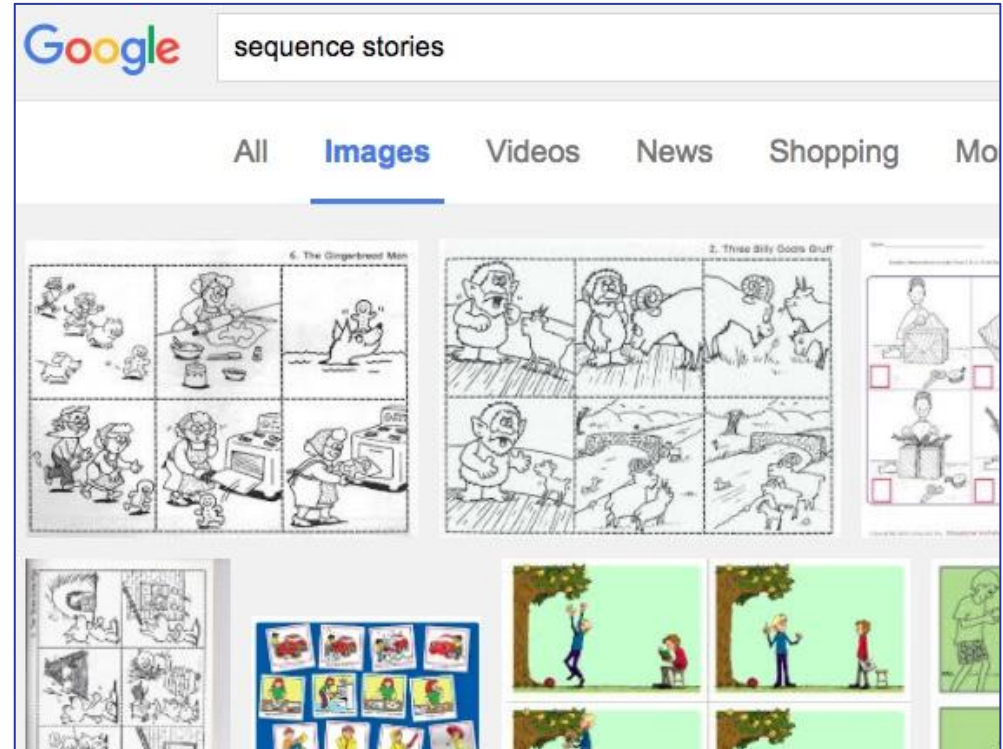 Google
sequence stories
All Images Videos News Shopping Mo
6. The Gingerbread Man
2. Three Billy Goats Gruff